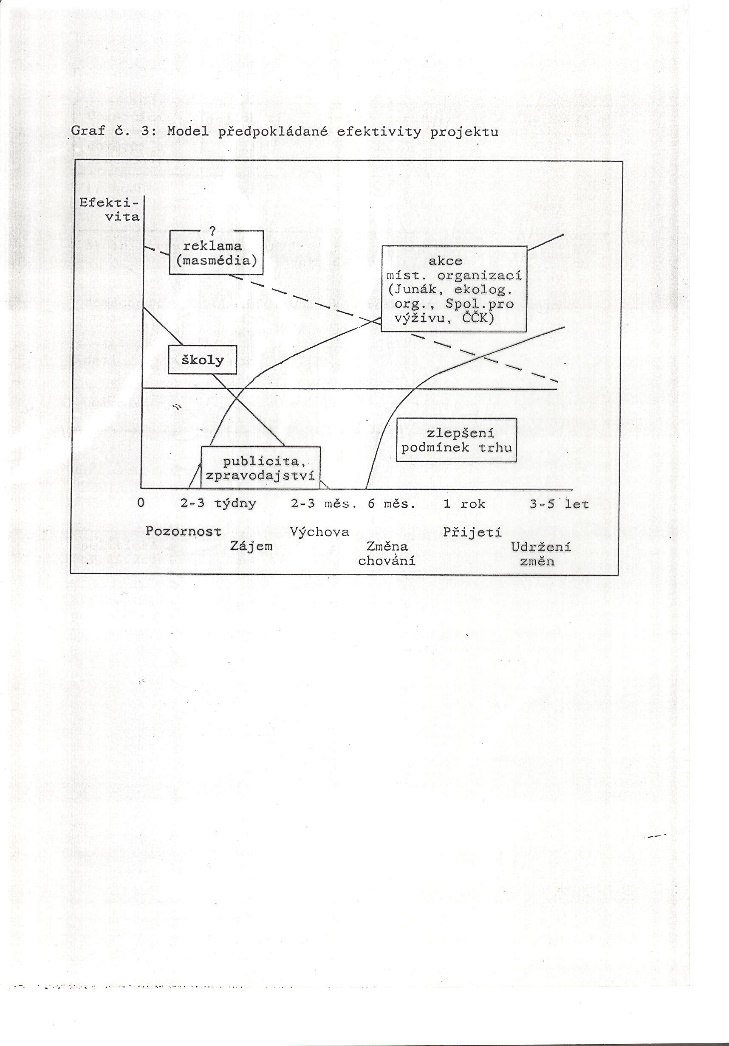 Graf č. 3: Model předpokládané efektivity projektu
Efekti-
vita
?
reklama
(masmédia)
akce
míst. organizací
(Junák, ekolog.
org., Spol.pro
výživu, ČČK)
školy
zlepšení
podmínek trhu
publicita,
zpravodajství
0 2-3 týdny 2-3 měs. 6 měs. 1 rok 3-5 let
Pozornost Výchova Přijetí
Zájem Změna Udržení
chování změn